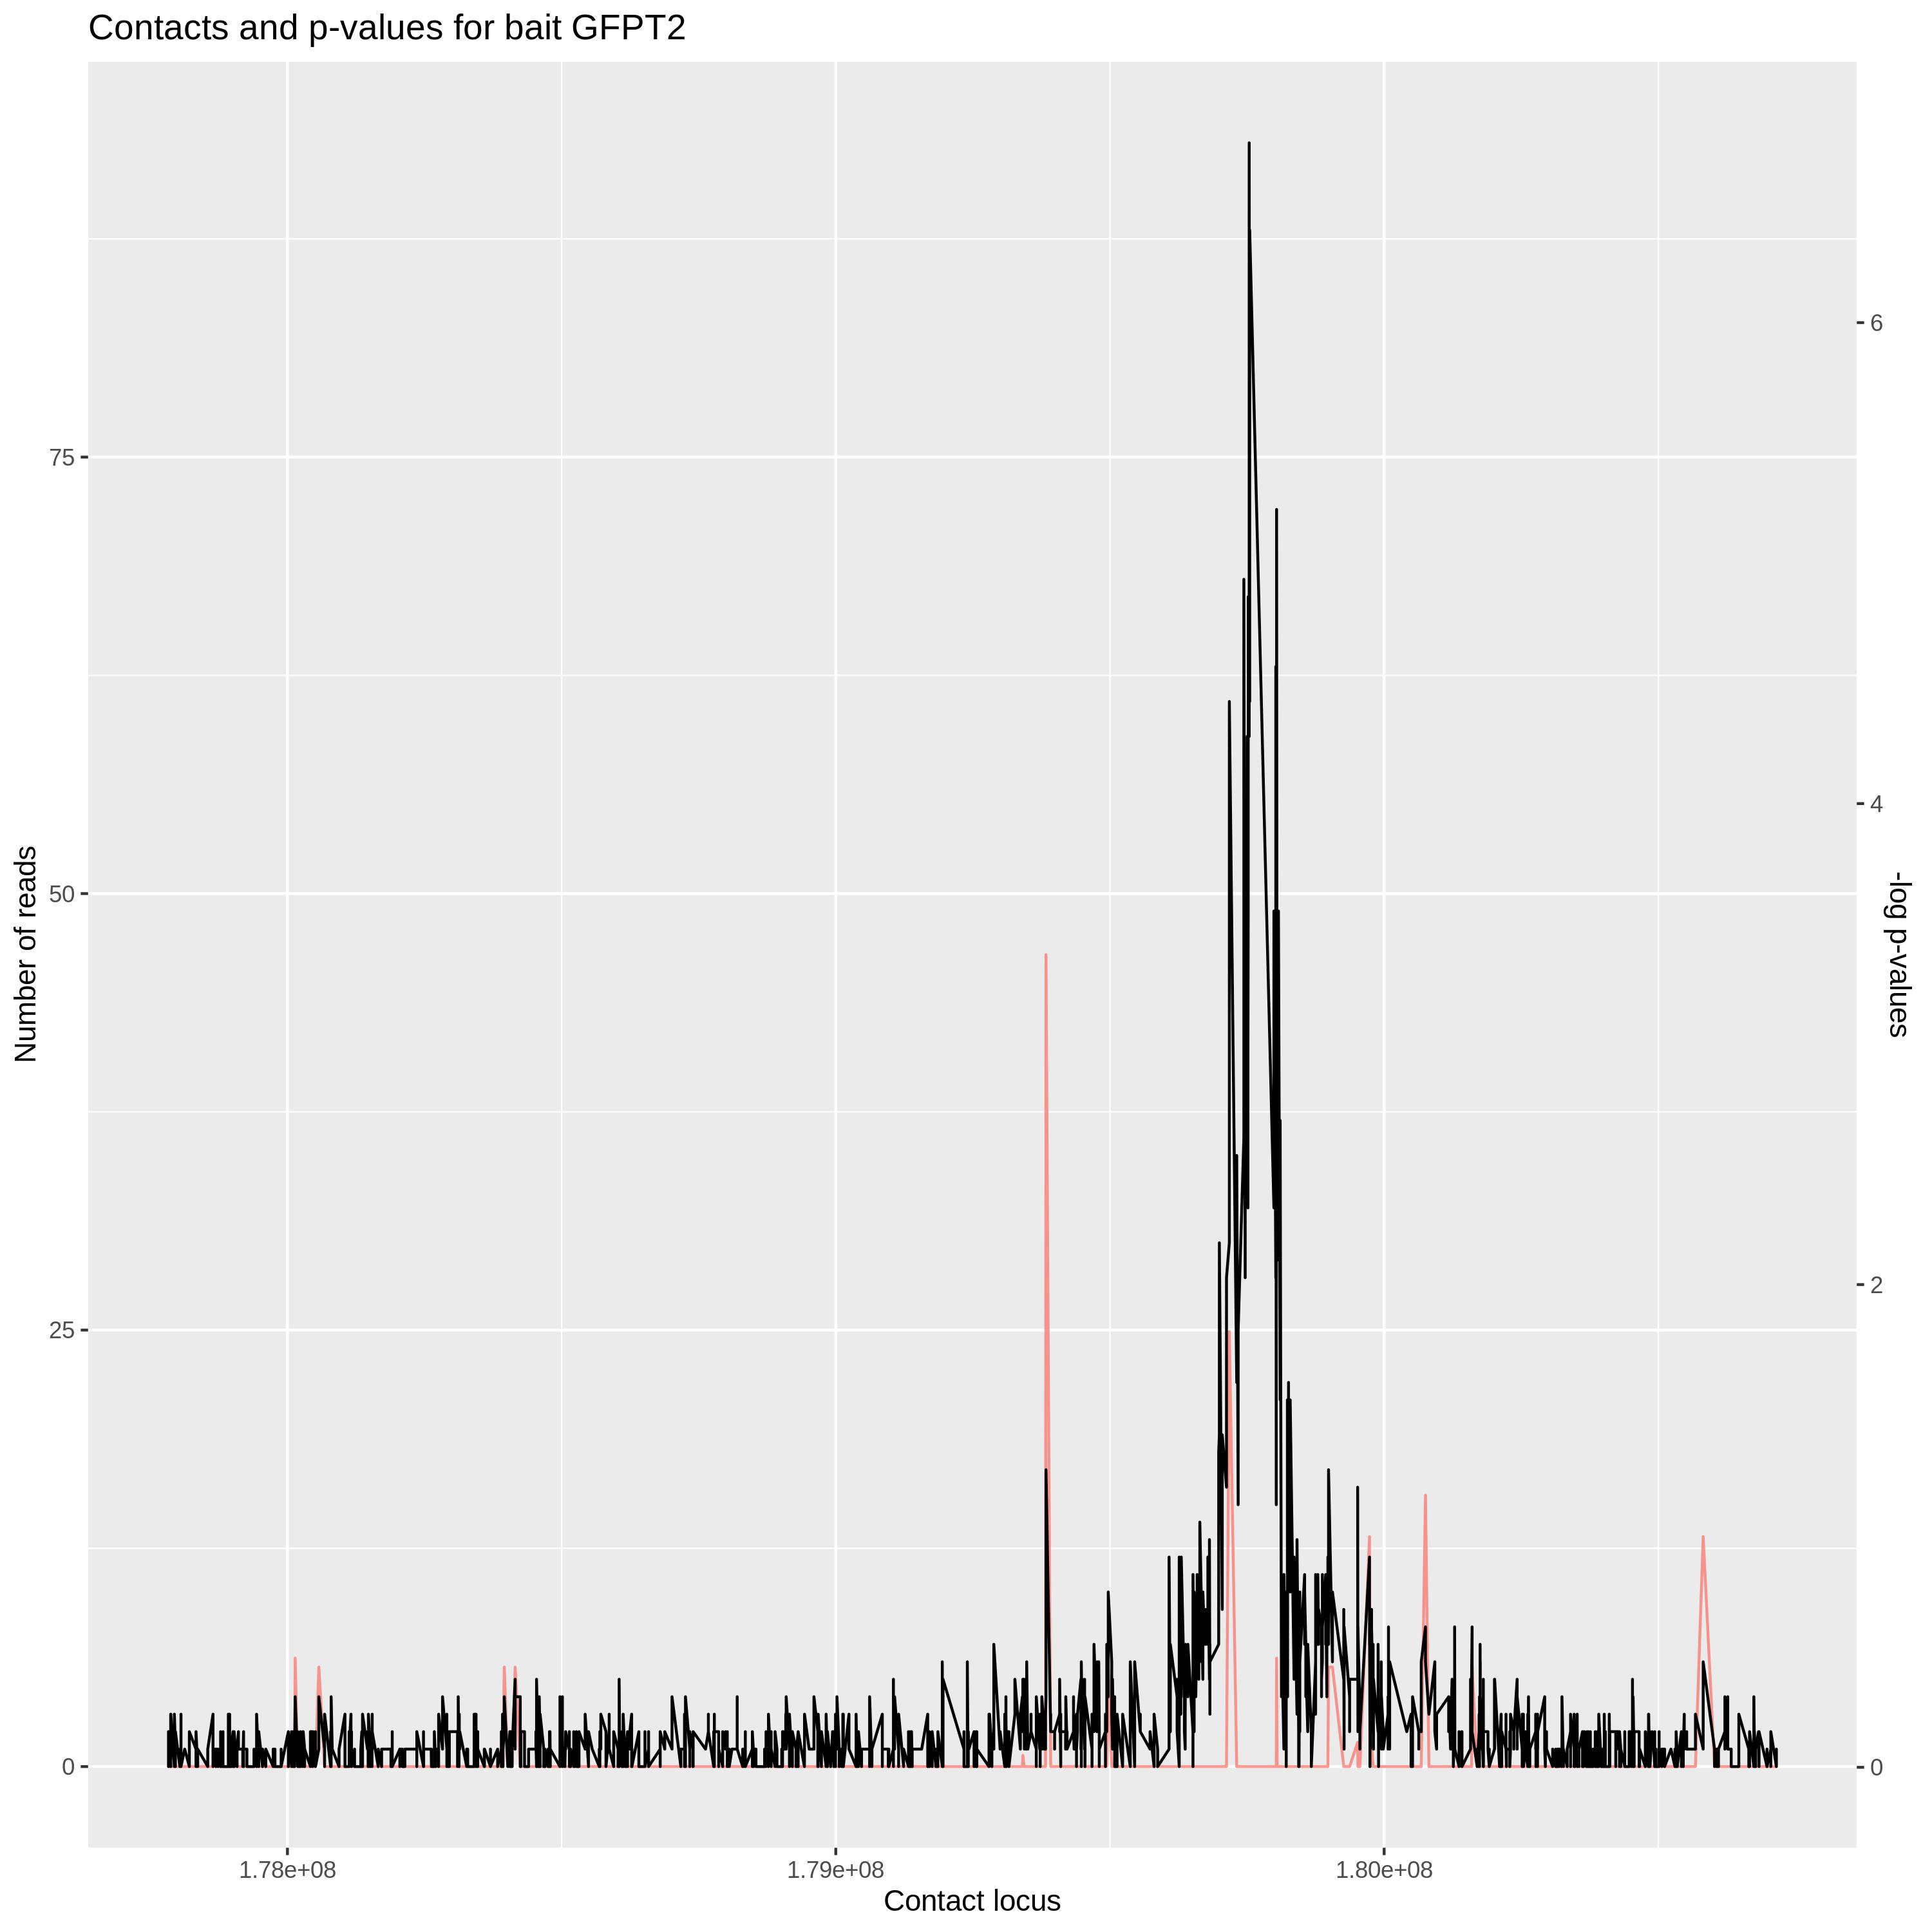 Contacts and p-values for bait GFPT2
Number of reads
75
50
25
0
6
4
2
0
-log p-values
1.78e+08
1.79e+08
1.80e+08
Contact locus